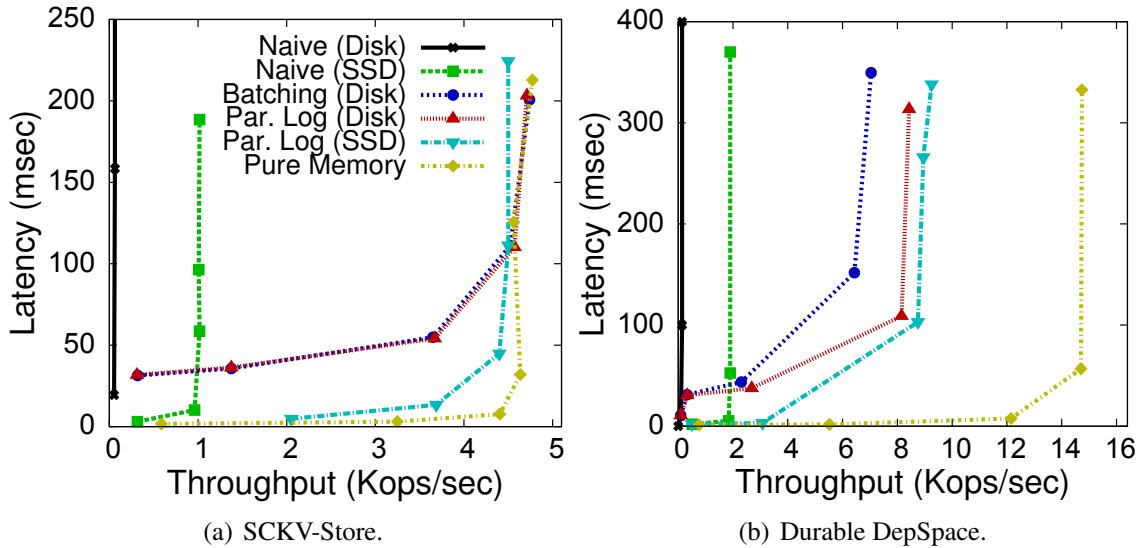 250
200
150
100
50
0
Latency (msec)
Naive (Disk)
Naive (SSD)
Batching (Disk)
Par. Log (Disk)
Par. Log (SSD)
Pure Memory
0 1 2 3 4 5
Throughput (Kops/sec)
(a) SCKV-Store.
400
300
200
100
0
Latency (msec)
0 2 4 6 8 10 12 14 16
Throughput (Kops/sec)
(b) Durable DepSpace.